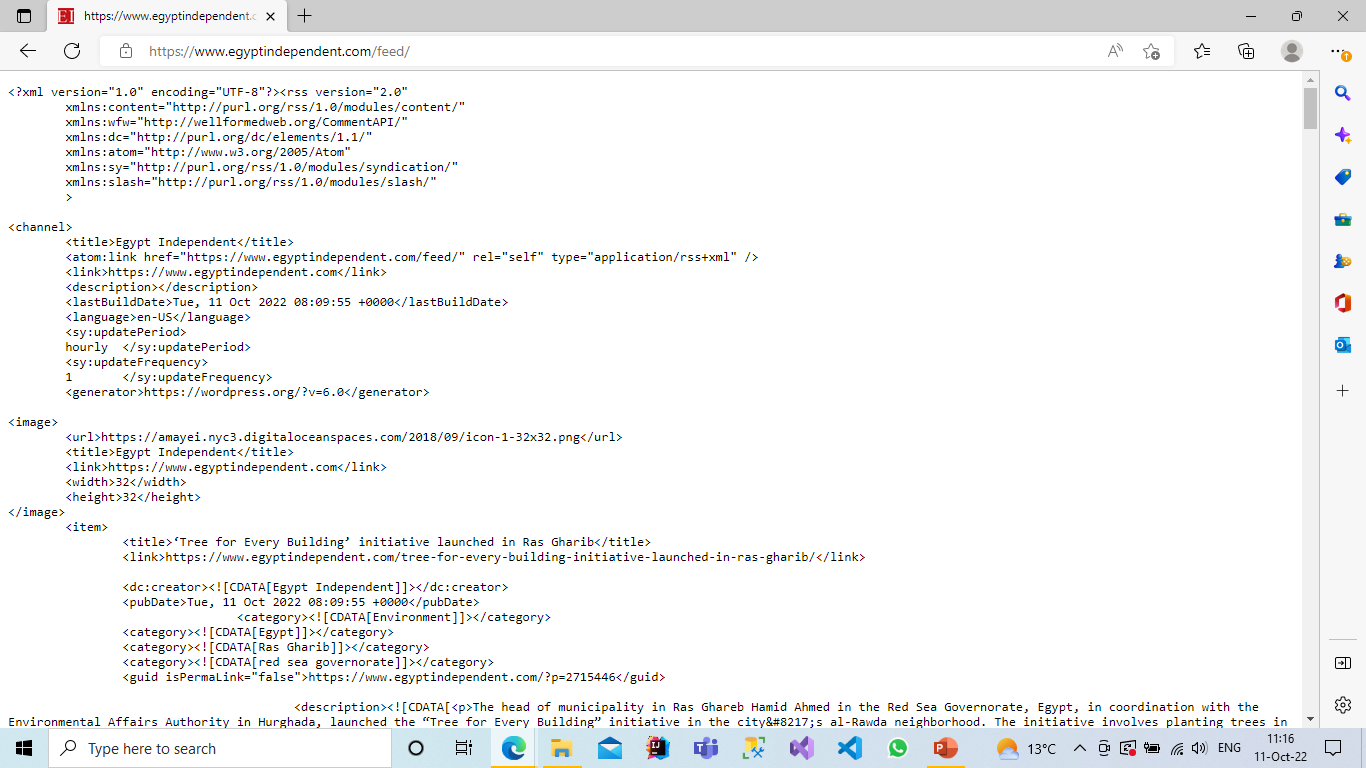 EI https://www.egyptindependent.c
https://www.egyptindependent.com/feed/
<?xml version="1.0" encoding="UTF-8"?><rss version="2.0"
xmlns:content="http://purl.org/rss/1.0/modules/content/"
xmlns:wfw="http://wellformedweb.org/CommentAPI/"
xmlns:dc="http://purl.org/dc/elements/1.1/"
xmlns:atom="http://www.w3.org/2005/Atom"
xmlns:sy="http://purl.org/rss/1.0/modules/syndication/"
xmlns:slash="http://purl.org/rss/1.0/modules/slash/"
>
<channel>
<title>Egypt Independent</title>
<atom:link href="https://www.egyptindependent.com/feed/" rel="self" type="application/rss+xml" />
<link>https://www.egyptindependent.com</link>
<description></description>
<lastBuildDate>Tue, 11 Oct 2022 08:09:55 +0000</lastBuildDate>
<language>en-US</language>
<sy:updatePeriod>
hourly </sy:updatePeriod>
<sy:updateFrequency>
1 </sy:updateFrequency>
<generator>https://wordpress.org/?v=6.0</generator>
<image>
<url>https://amayei.nyc3.digitaloceanspaces.com/2018/09/icon-1-32x32.png</url>
<title>Egypt Independent</title>
<link>https://www.egyptindependent.com</link>
<width>32</width>
<height>32</height>
</image>
<item>
<title>‘Tree for Every Building’ initiative launched in Ras Gharib</title>
<link>https://www.egyptindependent.com/tree-for-every-building-initiative-launched-in-ras-gharib/</link>
<dc:creator><![CDATA[Egypt Independent]]></dc:creator>
<pubDate>Tue, 11 Oct 2022 08:09:55 +0000</pubDate>
<category><![CDATA[Environment]]></category>
<category><![CDATA[Egypt]]></category>
<category><![CDATA[Ras Gharib]]></category>
<category><![CDATA[red sea governorate]]></category>
<guid isPermaLink="false">https://www.egyptindependent.com/?p=2715446</guid>
<description><![CDATA[<p>The head of municipality in Ras Ghareb Hamid Ahmed in the Red Sea Governorate, Egypt, in coordination with the
Environmental Affairs Authority in Hurghada, launched the “Tree for Every Building” initiative in the city&#8217;s al-Rawda neighborhood. The initiative involves planting trees in
Type here to search
13°C
ENG
11:16
11-Oct-22